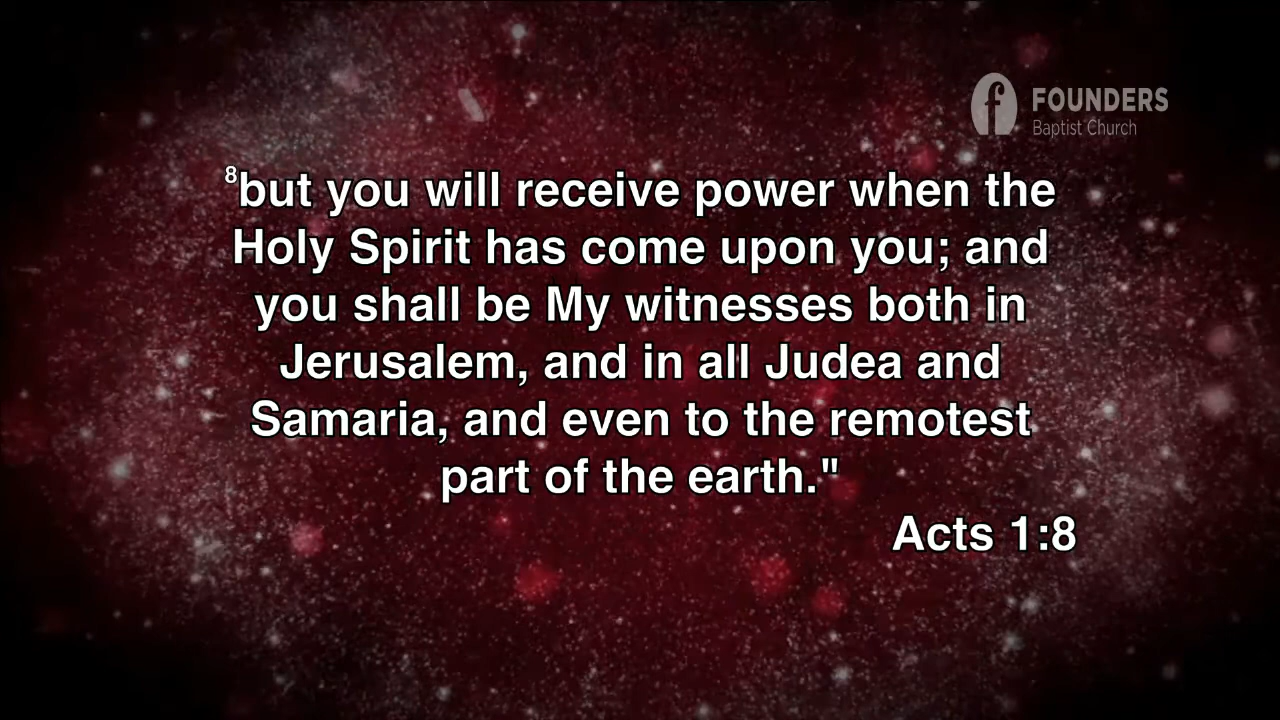 FOUNDERS
Baptist Church
8but you will receive power when the
Holy Spirit has come upon you; and
you shall be My witnesses both in
Jerusalem, and in all Judea and
Samaria, and even to the remotest
part of the earth."
Acts 1:8